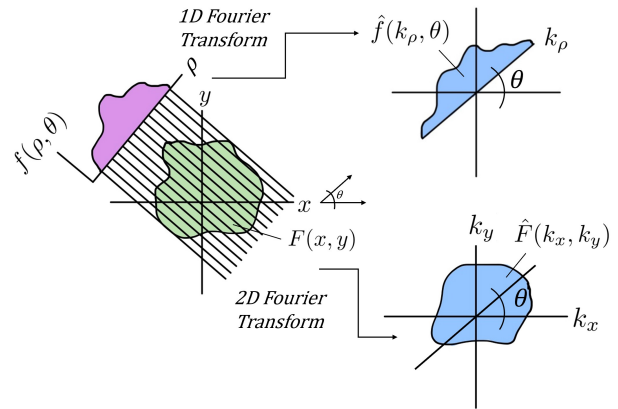 1D Fourier
Transform
f̂(k_ρ, θ)
k_ρ
θ
ρ
y
f(ρ, θ)
x
θ
F(x, y)
k_y
F̂(k_x, k_y)
2D Fourier
Transform
θ
k_x